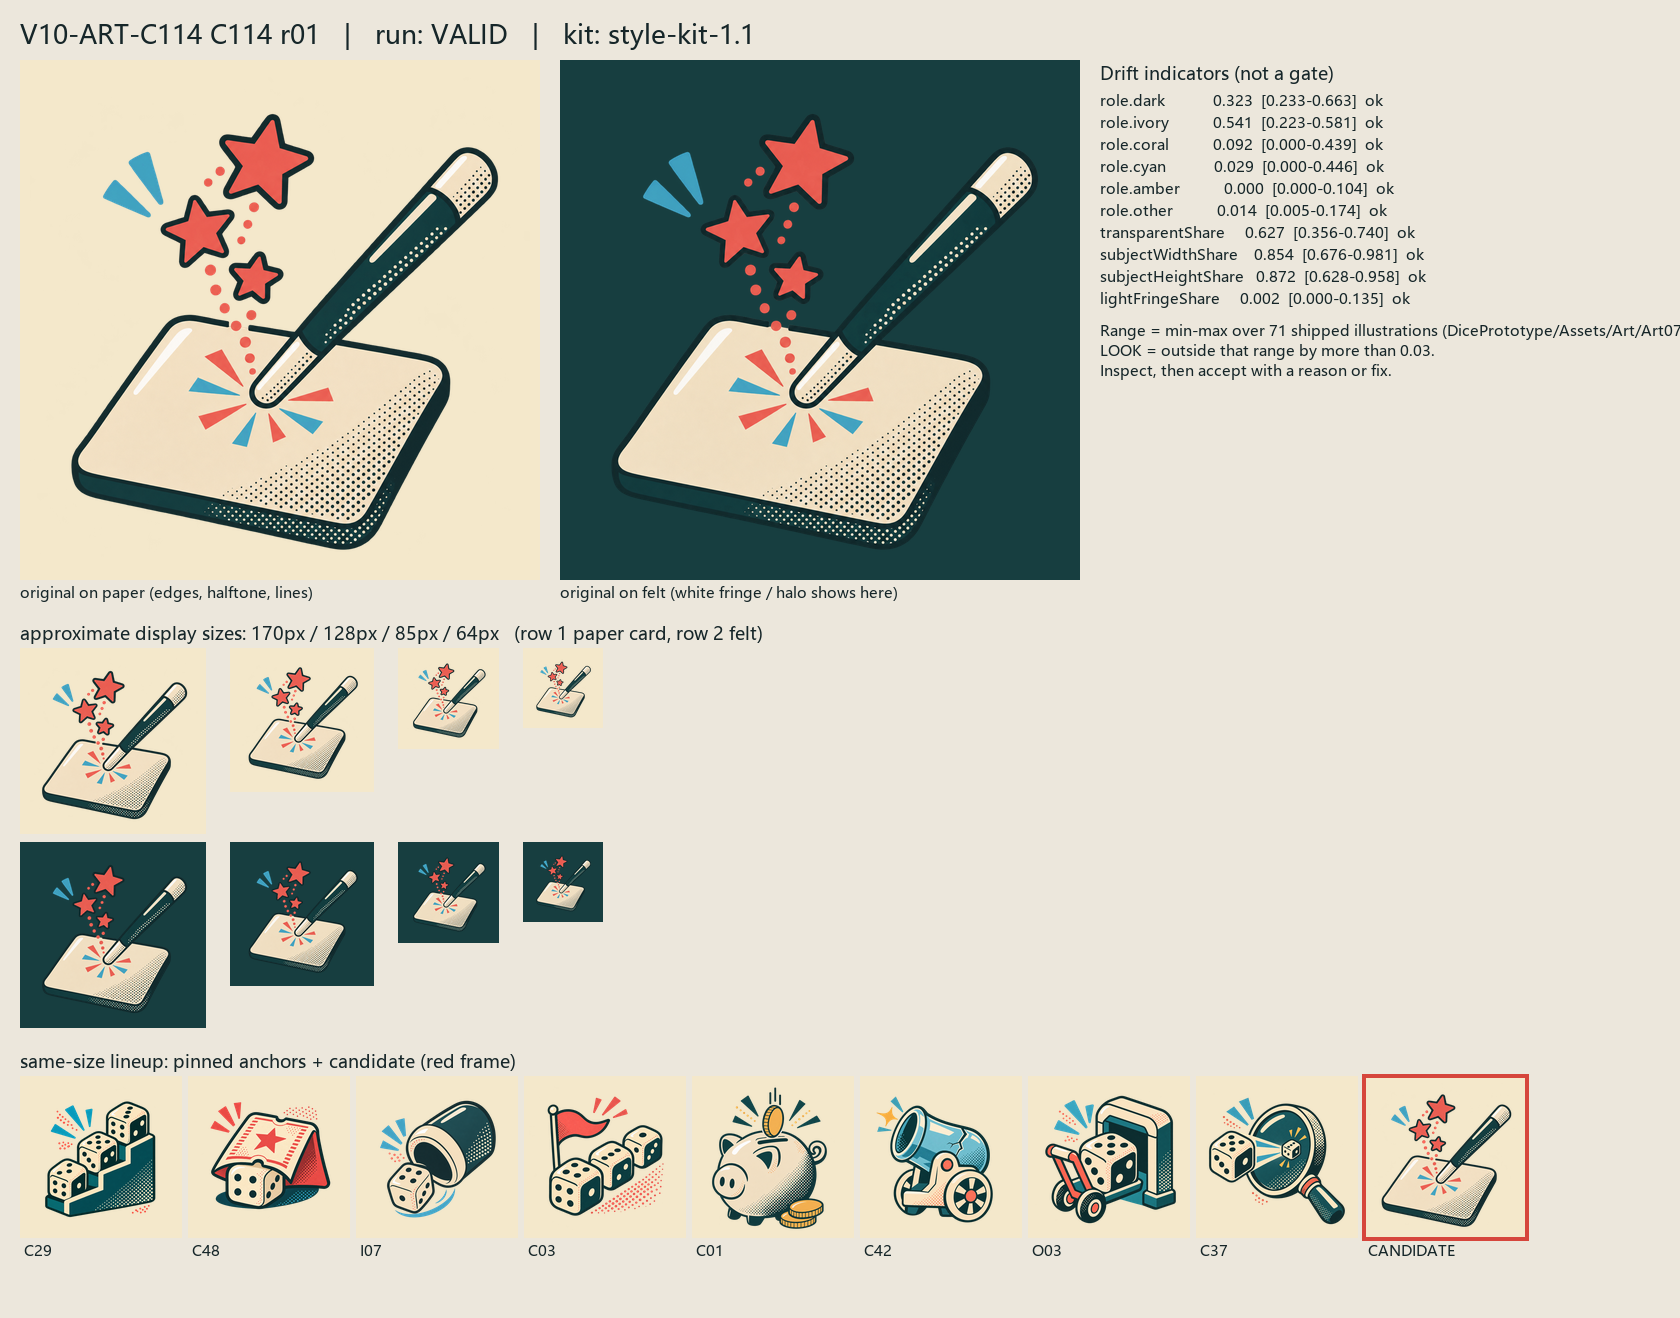 V10-ART-C114 C114 r01 | run: VALID | kit: style-kit-1.1
Drift indicators (not a gate)
role.dark 0.323 [0.233-0.663] ok
role.ivory 0.541 [0.223-0.581] ok
role.coral 0.092 [0.000-0.439] ok
role.cyan 0.029 [0.000-0.446] ok
role.amber 0.000 [0.000-0.104] ok
role.other 0.014 [0.005-0.174] ok
transparentShare 0.627 [0.356-0.740] ok
subjectWidthShare 0.854 [0.676-0.981] ok
subjectHeightShare 0.872 [0.628-0.958] ok
lightFringeShare 0.002 [0.000-0.135] ok
Range = min-max over 71 shipped illustrations (DicePrototype/Assets/Art/Art07
LOOK = outside that range by more than 0.03.
Inspect, then accept with a reason or fix.
original on paper (edges, halftone, lines)
original on felt (white fringe / halo shows here)
approximate display sizes: 170px / 128px / 85px / 64px (row 1 paper card, row 2 felt)
same-size lineup: pinned anchors + candidate (red frame)
C29
C48
I07
C03
C01
C42
O03
C37
CANDIDATE